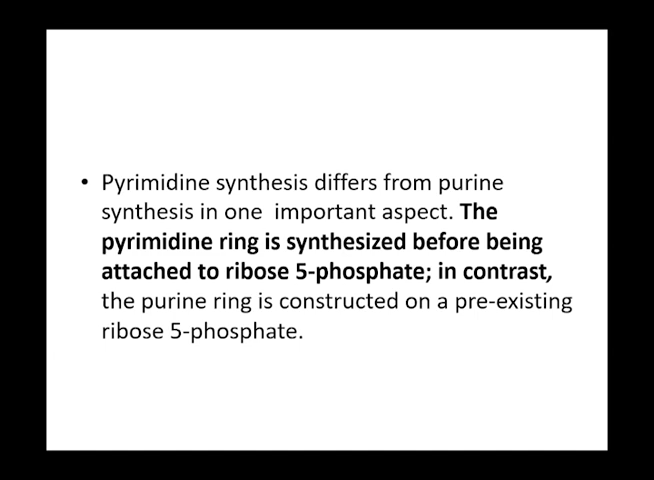 • Pyrimidine synthesis differs from purine
synthesis in one  important aspect. The
pyrimidine ring is synthesized before being
attached to ribose 5-phosphate; in contrast,
the purine ring is constructed on a pre-existing
ribose 5-phosphate.